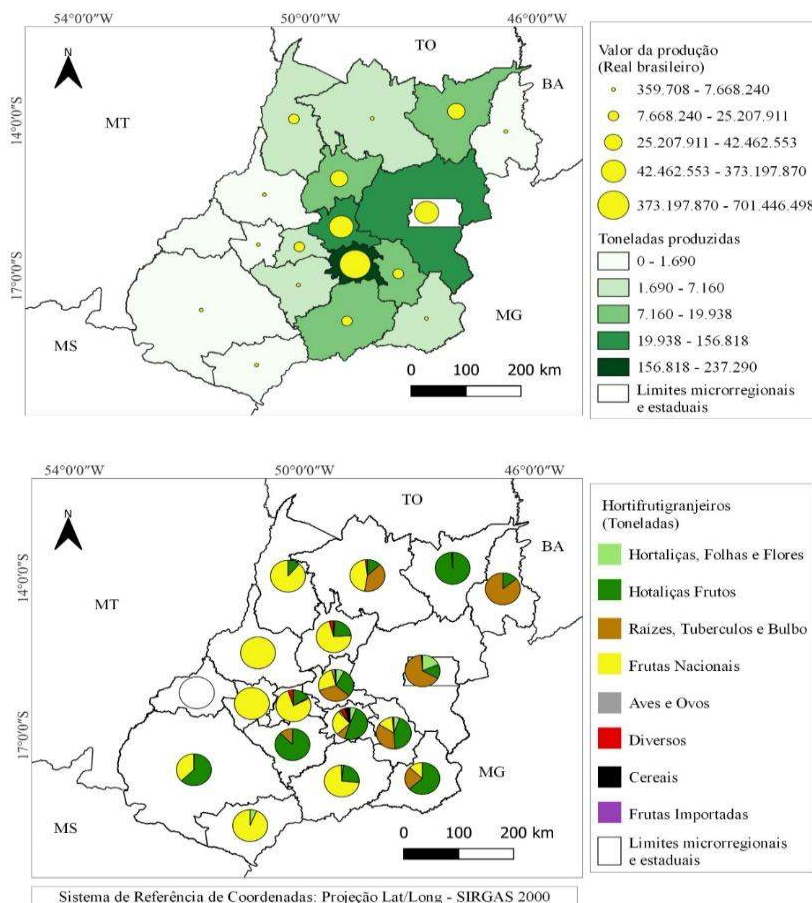 54°0'0"W 50°0'0"W 46°0'0"W
TO
N
BA
MT
14°0'0"S
17°0'0"S
MS
MG
0 100 200 km
Valor da produção
(Real brasileiro)
359.708 - 7.668.240
7.668.240 - 25.207.911
25.207.911 - 42.462.553
42.462.553 - 373.197.870
373.197.870 - 701.446.498
Toneladas produzidas
0 - 1.690
1.690 - 7.160
7.160 - 19.938
19.938 - 156.818
156.818 - 237.290
Limites microrregionais
e estaduais
54°0'0"W 50°0'0"W 46°0'0"W
TO
N
BA
MT
14°0'0"S
17°0'0"S
MS
MG
0 100 200 km
Hortifrutigranjeiros
(Toneladas)
Hortaliças, Folhas e Flores
Hotaliças Frutos
Raízes, Tuberculos e Bulbo
Frutas Nacionais
Aves e Ovos
Diversos
Cereais
Frutas Importadas
Limites microrregionais
e estaduais
Sistema de Referência de Coordenadas: Projeção Lat/Long - SIRGAS 2000